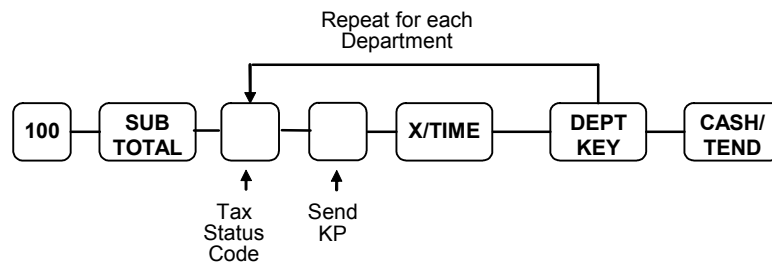 Repeat for each
Department
100
SUB
TOTAL
X/TIME
DEPT
KEY
CASH/
TEND
Tax
Status
Code
Send
KP